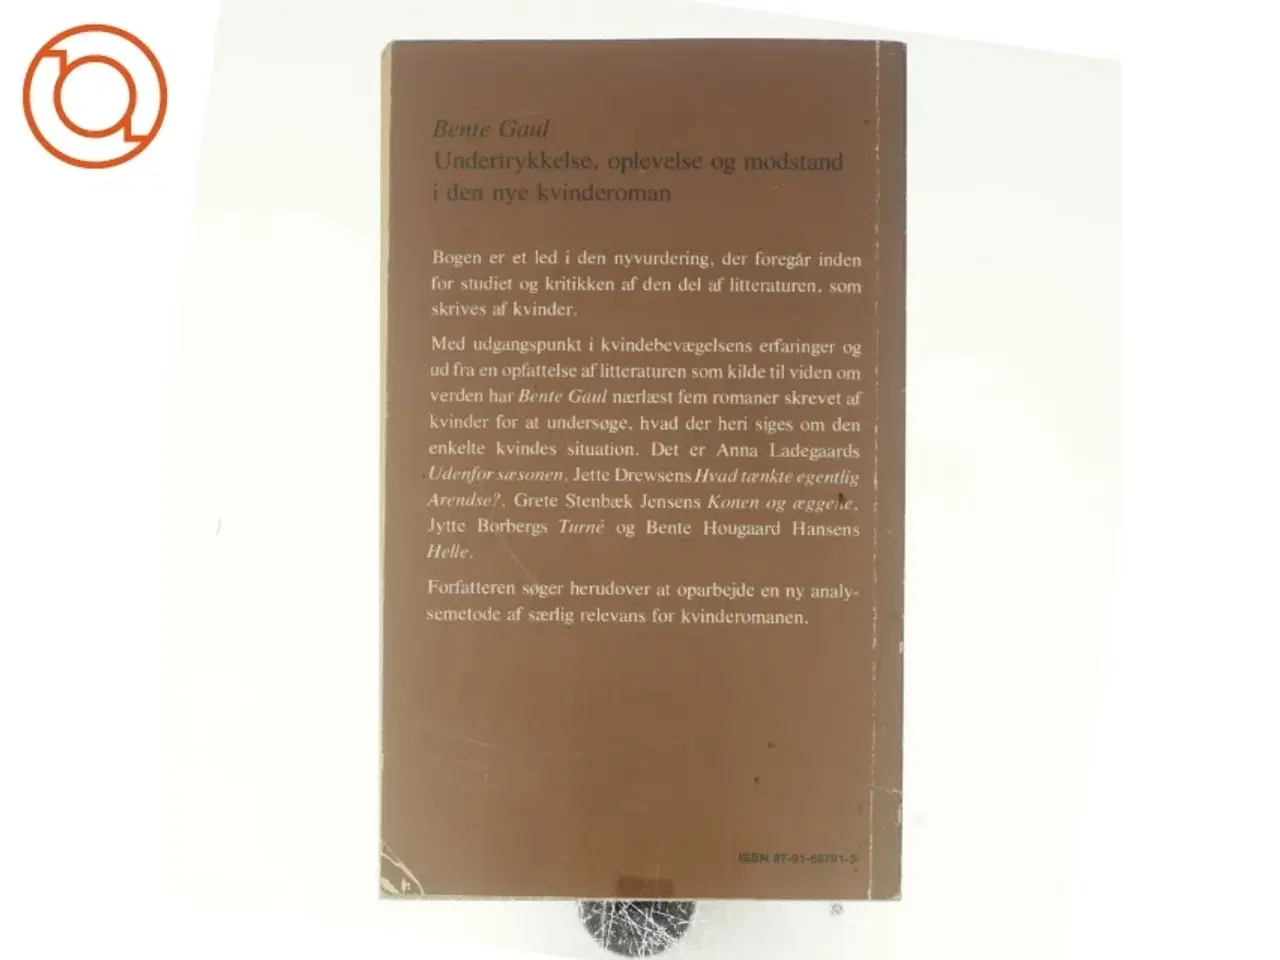 Bente Gaul
Undertrykkelse, oplevelse og modstand
i den nye kvinderoman
Bogen er et led i den nyvurdering, der foregår inden
for studiet og kritikken af den del af litteraturen, som
skrives af kvinder.
Med udgangspunkt i kvindebevægelsens erfaringer og
ud fra en opfattelse af litteraturen som kilde til viden om
verden har Bente Gaul nærlæst fem romaner skrevet af
kvinder for at undersøge, hvad der heri siges om den
enkelte kvindes situation. Det er Anna Ladegaards
Udenfor sæsonen, Jette Drewsens Hvad tænkte egentlig
Arendse?, Grete Stenbæk Jensens Konen og æggene,
Jytte Borbergs Turné og Bente Hougaard Hansens
Helle.
Forfatteren søger herudover at oparbejde en ny analy-
semetode af særlig relevans for kvinderomanen.
ISBN 87-01-68791-3